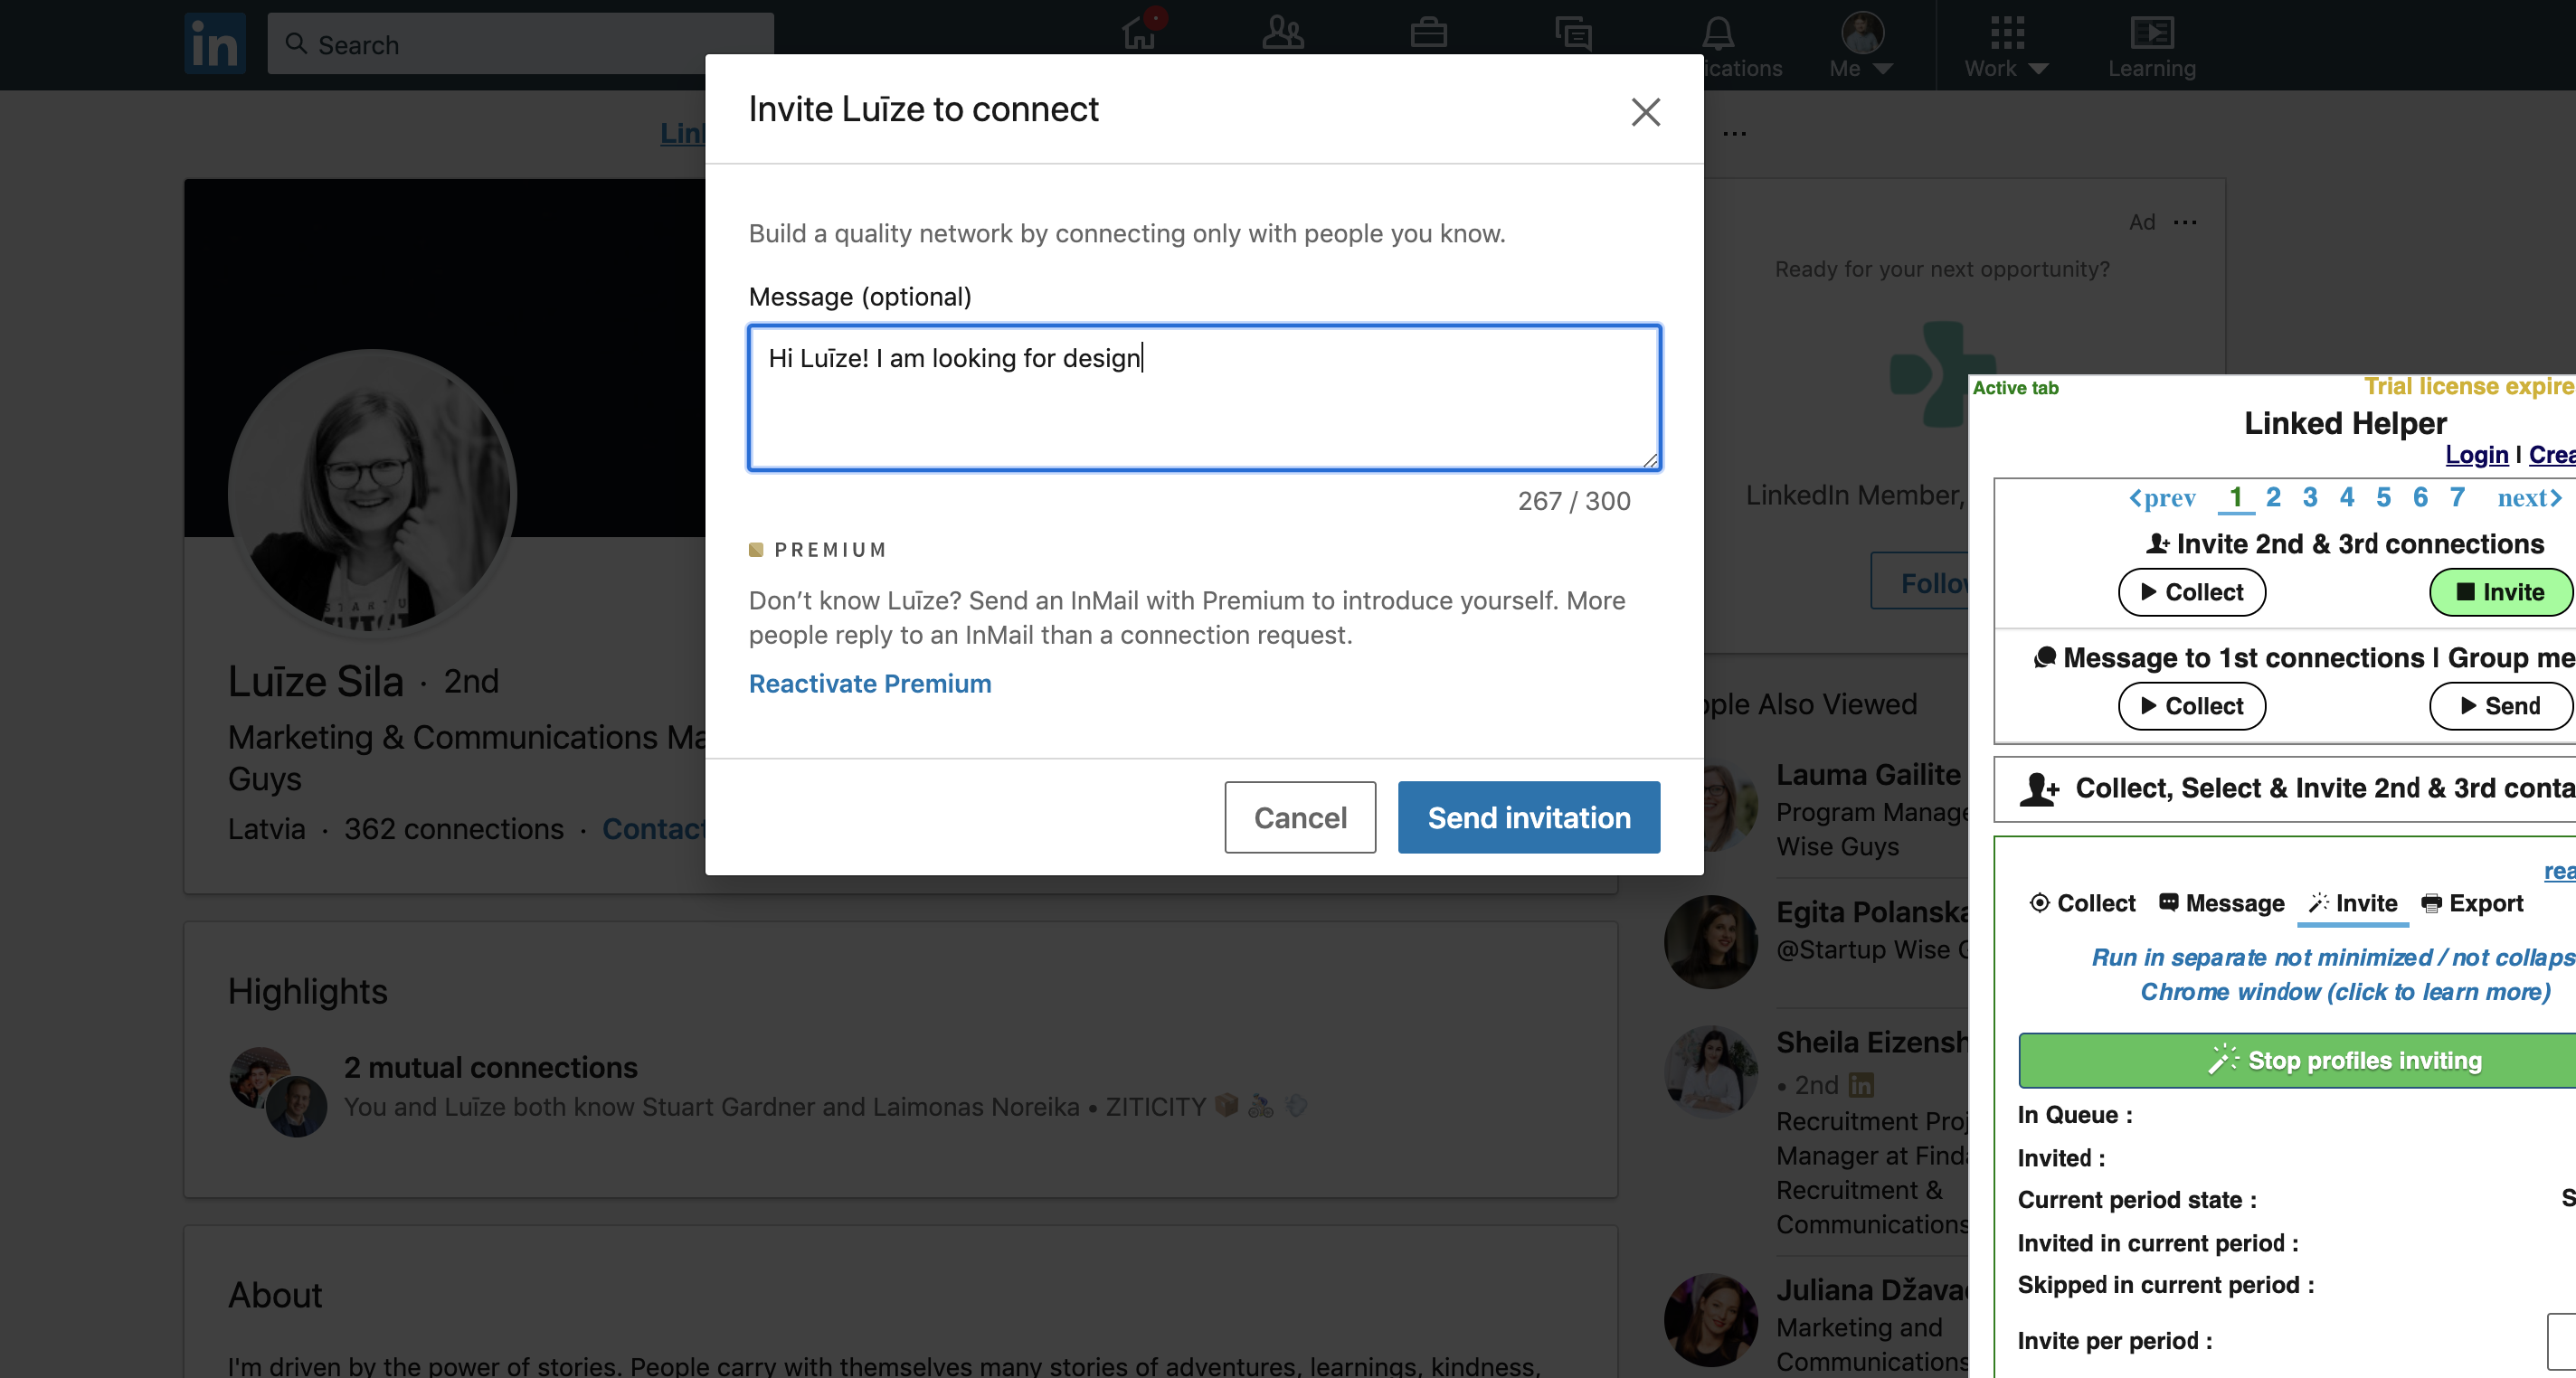 in
Search
ications
Me
Work
Learning
Lin
Invite Luīze to connect
Build a quality network by connecting only with people you know.
Message (optional)
Hi Luīze! I am looking for design
267 / 300
PREMIUM
Don’t know Luīze? Send an InMail with Premium to introduce yourself. More
people reply to an InMail than a connection request.
Reactivate Premium
Cancel
Send invitation
Luīze Sila · 2nd
Marketing & Communications Ma
Guys
Latvia · 362 connections · Contact
Highlights
2 mutual connections
You and Luīze both know Stuart Gardner and Laimonas Noreika • ZITICITY 📦 🚴 💨
About
I'm driven by the power of stories. People carry with themselves many stories of adventures, learnings, kindness,
Ad ...
Ready for your next opportunity?
LinkedIn Member,
Follow
ople Also Viewed
Lauma Gailite
Program Manage
Wise Guys
Egita Polanska
@Startup Wise G
Sheila Eizensh
• 2nd in
Recruitment Proj
Manager at Finda
Recruitment &
Communications
Juliana Džava
Marketing and
Communications
Active tab
Trial license expire
Linked Helper
Login | Crea
<prev 1 2 3 4 5 6 7 next>
Invite 2nd & 3rd connections
Collect
Invite
Message to 1st connections | Group me
Collect
Send
Collect, Select & Invite 2nd & 3rd conta
rea
Collect Message Invite Export
Run in separate not minimized / not collaps
Chrome window (click to learn more)
Stop profiles inviting
In Queue :
Invited :
Current period state : S
Invited in current period :
Skipped in current period :
Invite per period :